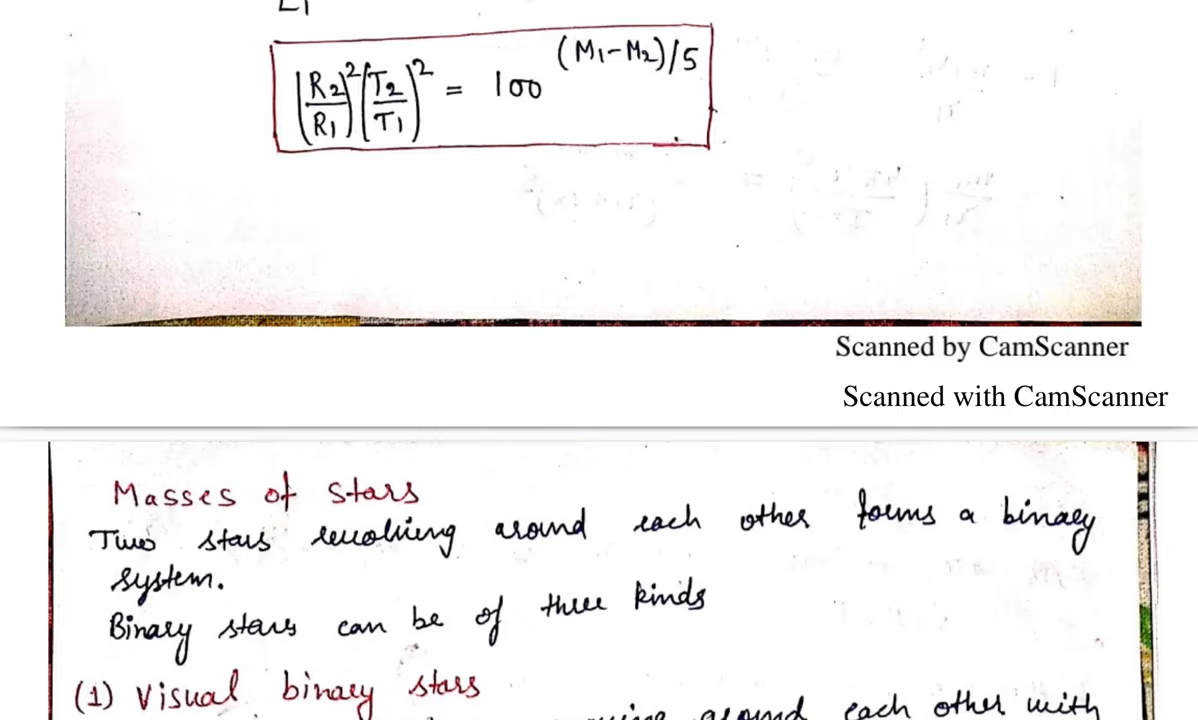 L1
(R2/R1)^2 (T2/T1)^2 = 100^(M1-M2)/5
Scanned by CamScanner
Scanned with CamScanner
Masses of stars
Two stars revolving around each other forms a binary
system.
Binary stars can be of three kinds
(1) Visual binary stars
around each other with